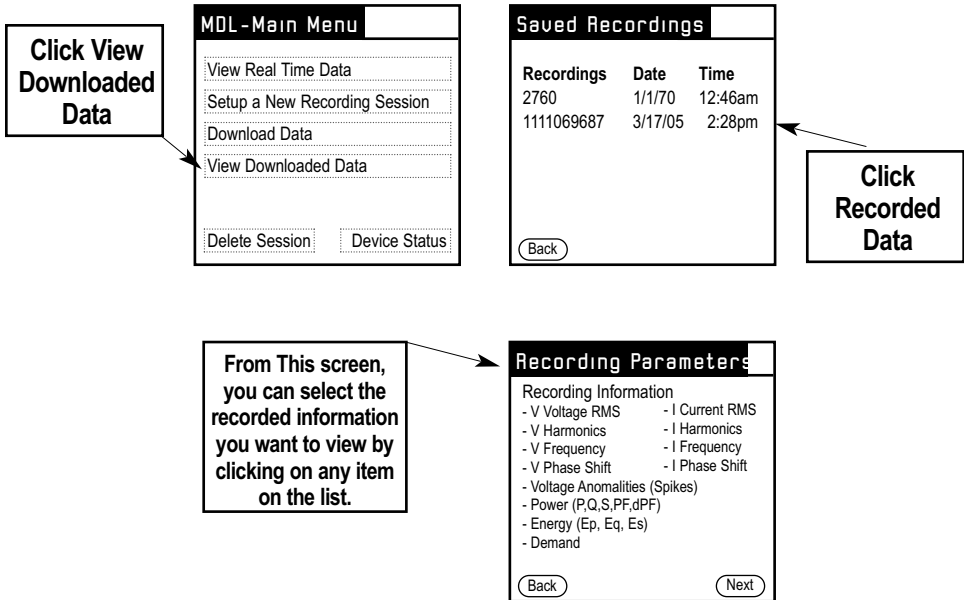 Click View
Downloaded
Data
MDL-Main Menu
View Real Time Data
Setup a New Recording Session
Download Data
View Downloaded Data
Delete Session Device Status
Saved Recordings
Recordings Date Time
2760 1/1/70 12:46am
1111069687 3/17/05 2:28pm
Back
Click
Recorded
Data
From This screen,
you can select the
recorded information
you want to view by
clicking on any item
on the list.
Recording Parameters
Recording Information
- V Voltage RMS - I Current RMS
- V Harmonics - I Harmonics
- V Frequency - I Frequency
- V Phase Shift - I Phase Shift
- Voltage Anomalities (Spikes)
- Power (P,Q,S,PF,dPF)
- Energy (Ep, Eq, Es)
- Demand
Back Next